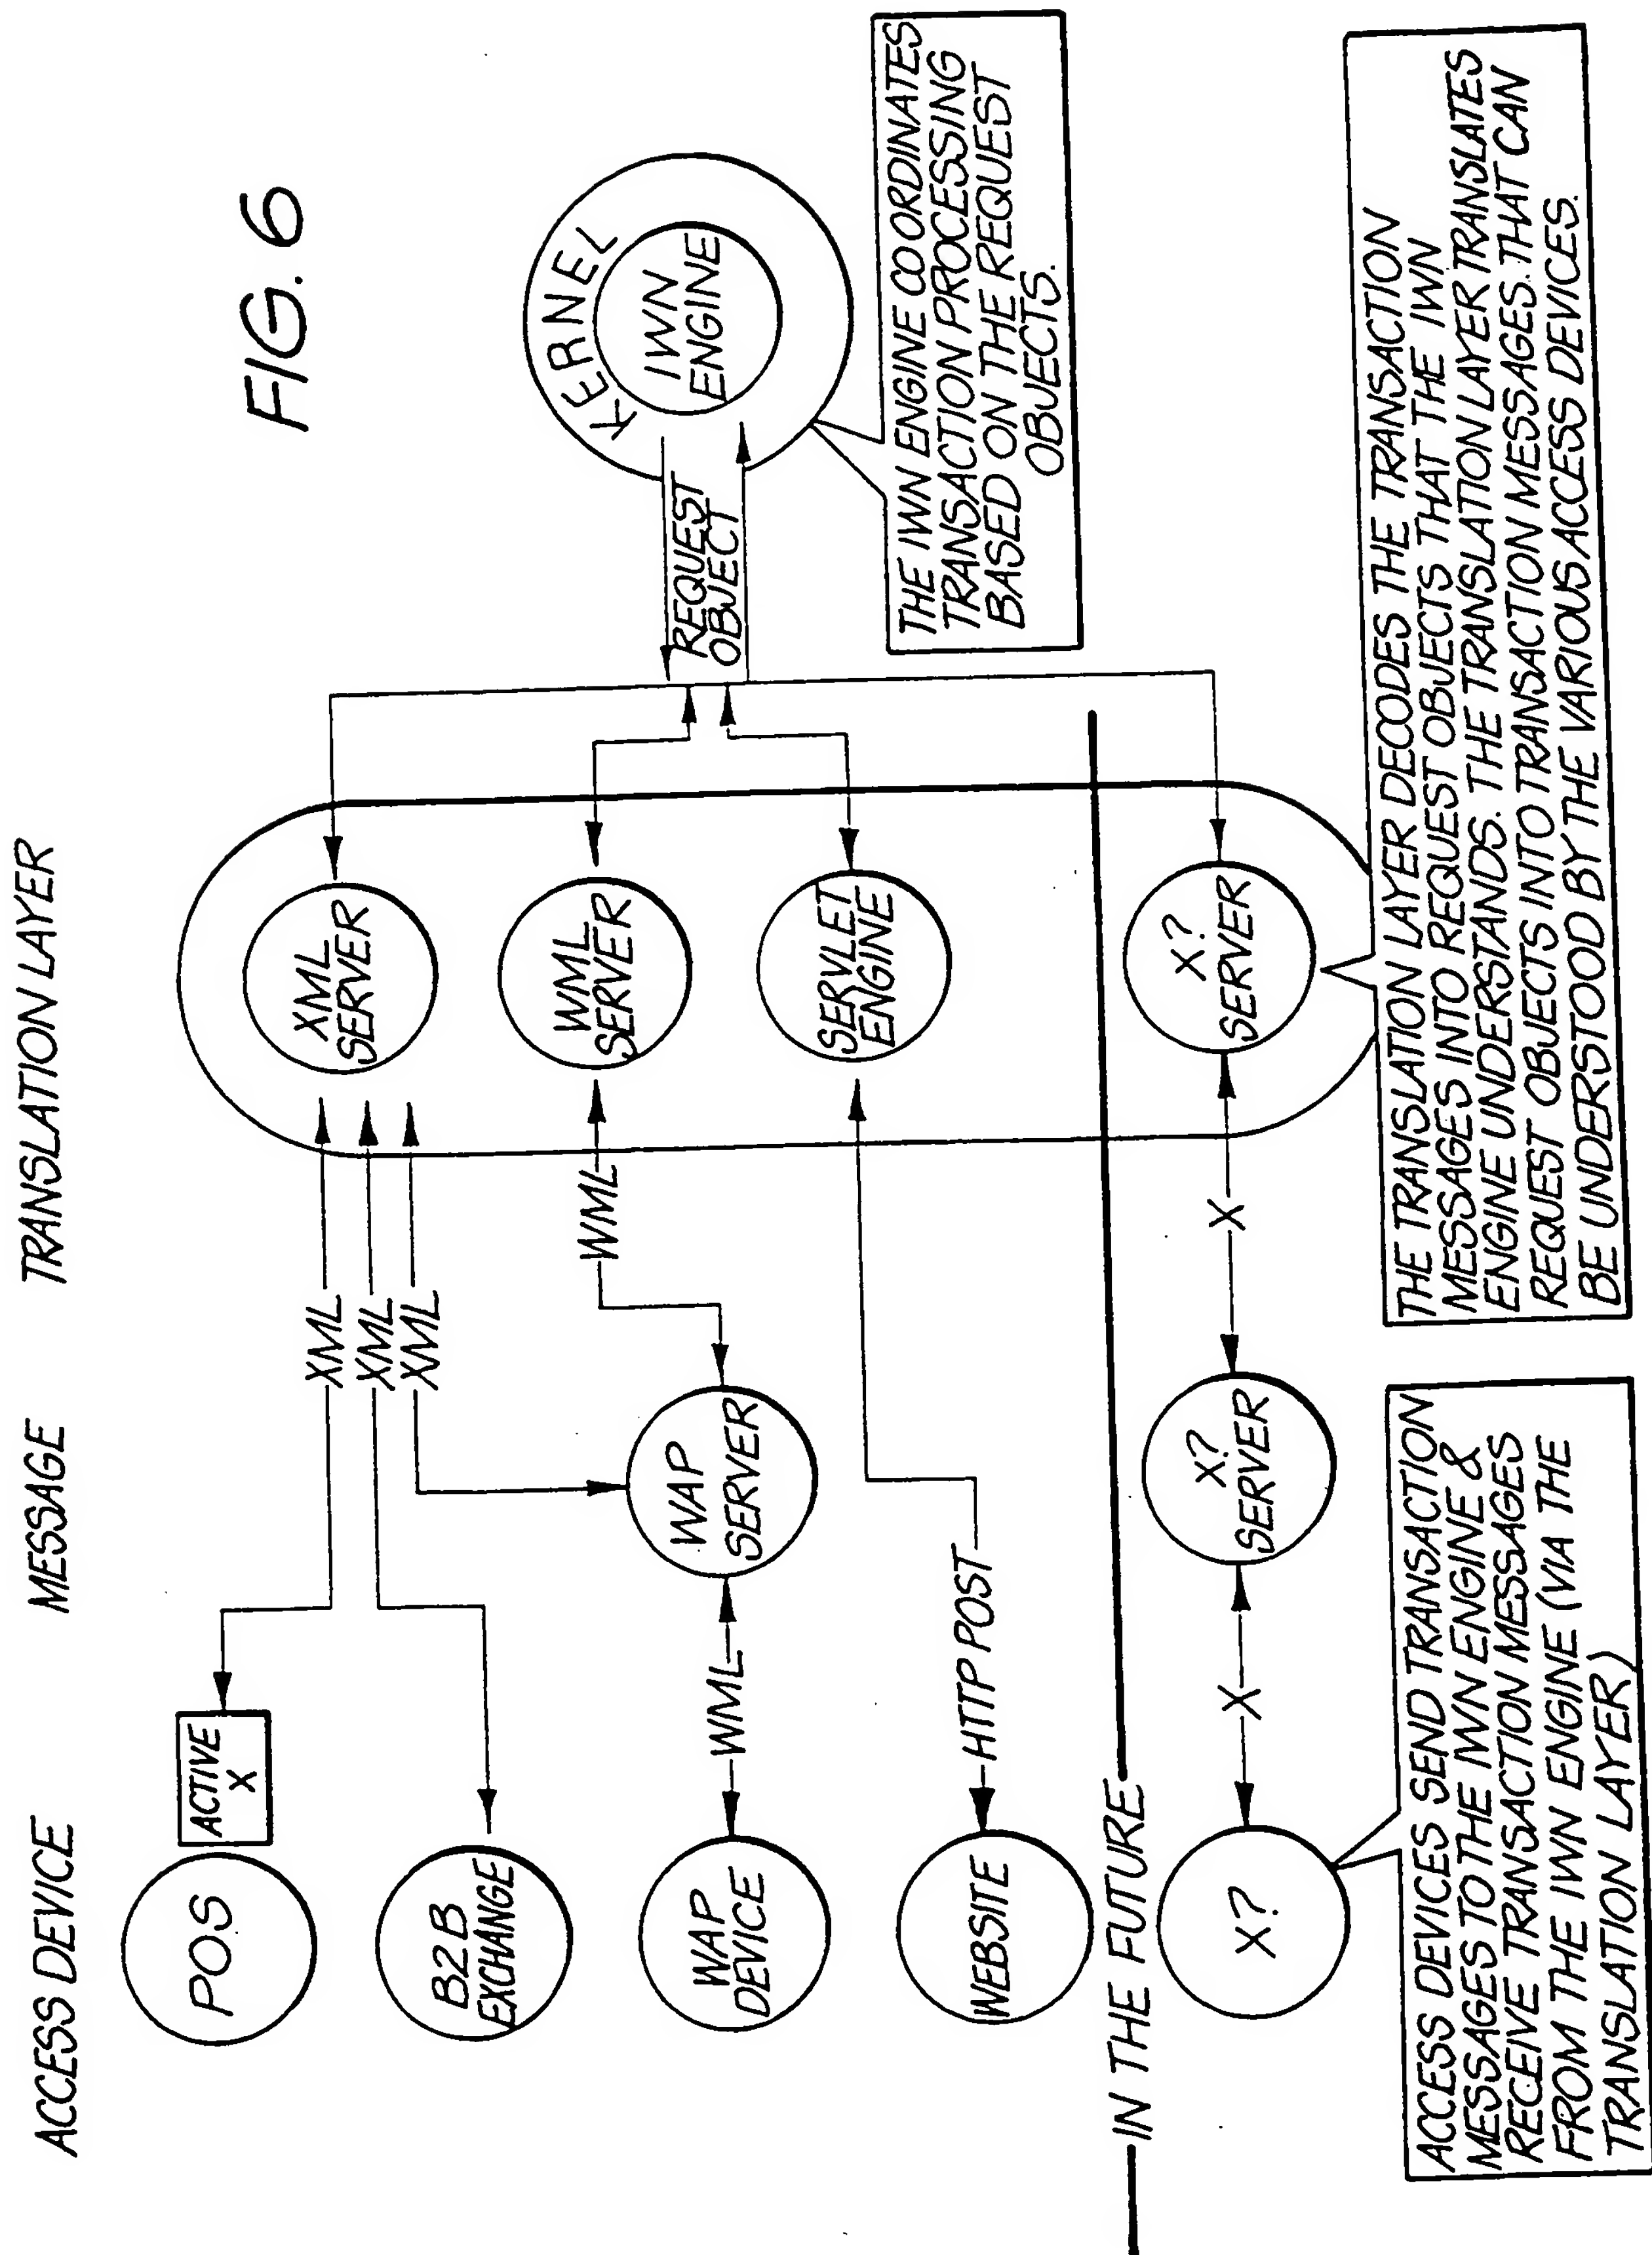 FIG. 6
ACCESS DEVICE
MESSAGE
TRANSLATION LAYER
POS
ACTIVE
X
XML
XML
XML
XML
SERVER
B2B
EXCHANGE
WAP
DEVICE
WML
WAP
SERVER
WML
WML
SERVER
REQUEST
OBJECT
KERNEL
IWN
ENGINE
WEBSITE
HTTP POST
SERVLET
ENGINE
THE IWN ENGINE COORDINATES
TRANSACTION PROCESSING
BASED ON THE REQUEST
OBJECTS.
IN THE FUTURE
X?
X
X?
SERVER
X
X?
SERVER
ACCESS DEVICES SEND TRANSACTION
MESSAGES TO THE IWN ENGINE &
RECEIVE TRANSACTION MESSAGES
FROM THE IWN ENGINE (VIA THE
TRANSLATION LAYER)
THE TRANSLATION LAYER DECODES THE TRANSACTION
MESSAGES INTO REQUEST OBJECTS THAT THE IWN
ENGINE UNDERSTANDS. THE TRANSLATION LAYER TRANSLATES
REQUEST OBJECTS INTO TRANSACTION MESSAGES. THAT CAN
BE UNDERSTOOD BY THE VARIOUS ACCESS DEVICES.